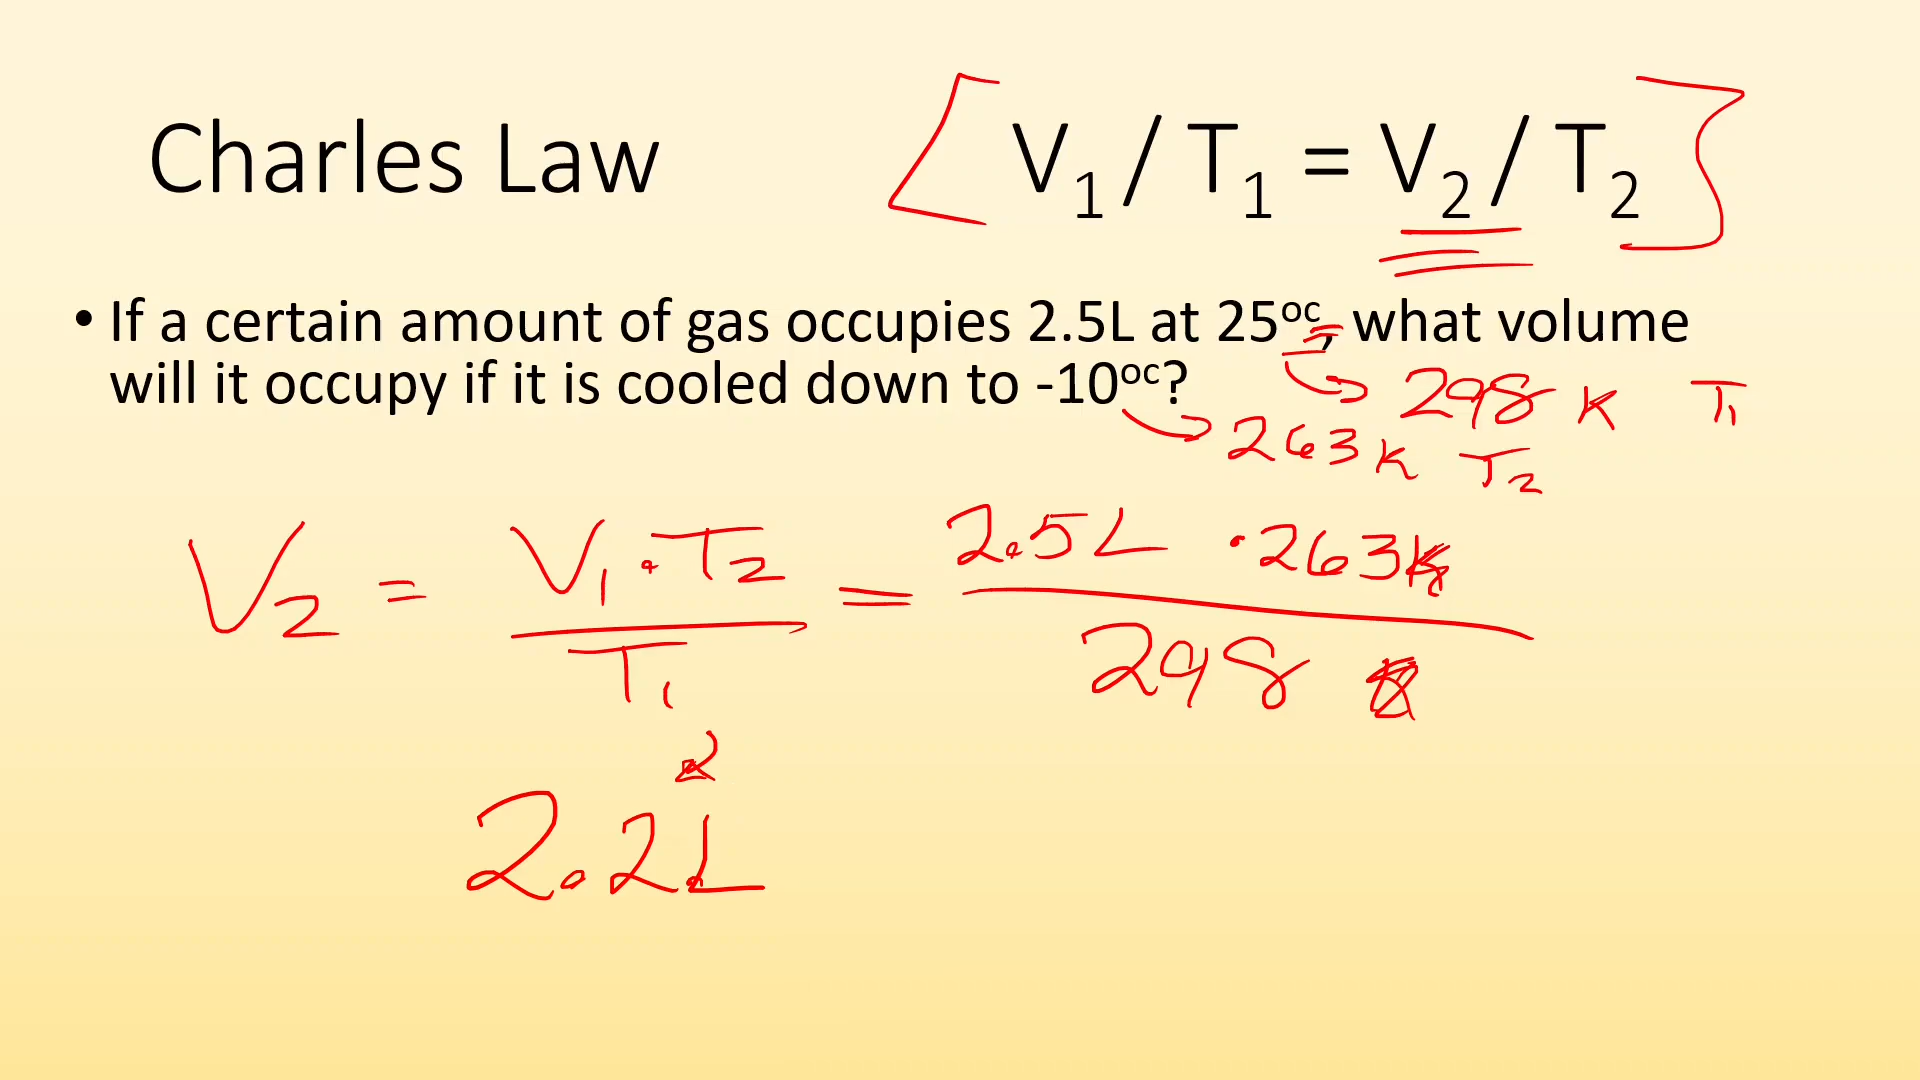 Charles Law [ V₁ / T₁ = V₂ / T₂ ]
• If a certain amount of gas occupies 2.5L at 25ᵒᶜ, what volume
will it occupy if it is cooled down to -10ᵒᶜ?
298 K T₁
263 K T₂
V₂ = V₁ · T₂ / T₁ = 2.5L · 263K / 298 K
2
2.2L